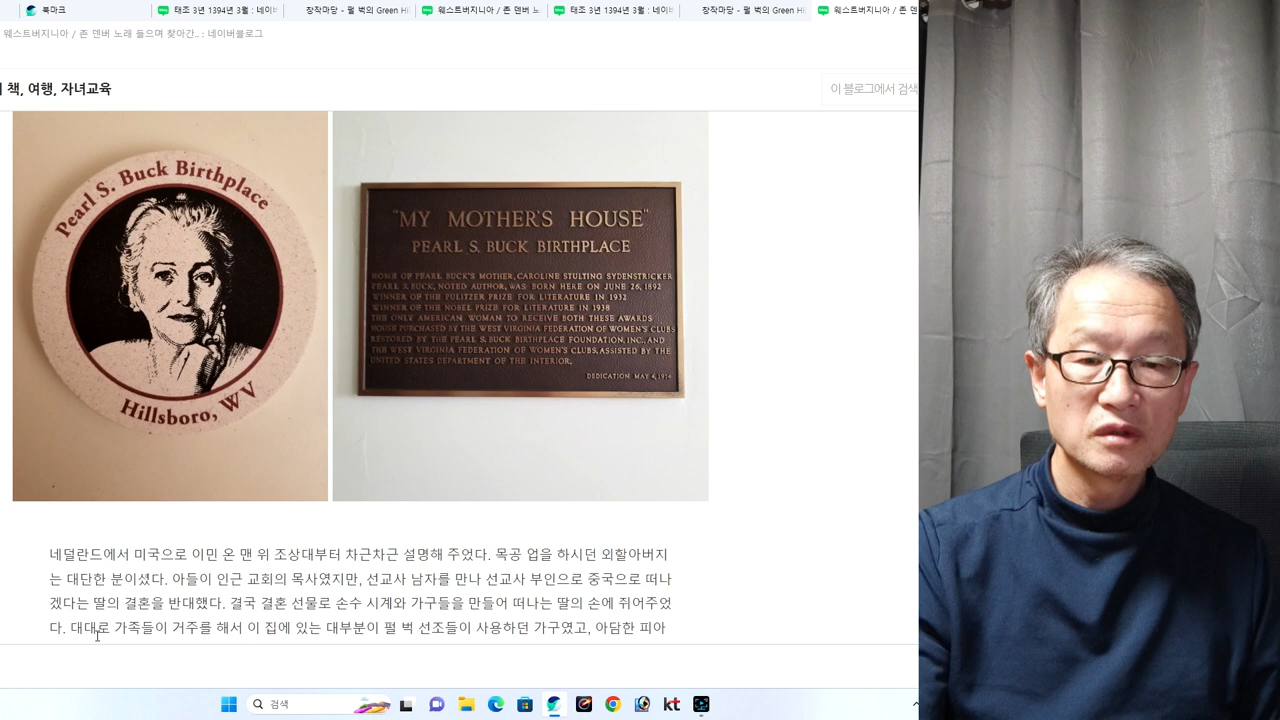 북마크
태조 3년 1394년 3월 : 네이버
창작마당 - 펄 벅의 Green Hi
웨스트버지니아 / 존 덴버 노
태조 3년 1394년 3월 : 네이버
창작마당 - 펄 벅의 Green Hi
웨스트버지니아 / 존 덴
웨스트버지니아 / 존 덴버 노래 들으며 찾아간.. : 네이버블로그
책, 여행, 자녀교육
이 블로그에서 검색
Pearl S. Buck Birthplace
Hillsboro, WV
"MY MOTHER'S HOUSE"
PEARL S. BUCK BIRTHPLACE
HOME OF PEARL BUCK'S MOTHER, CAROLINE STULTING SYDENSTRICKER
PEARL S. BUCK, NOTED AUTHOR, WAS BORN HERE ON JUNE 26, 1892
WINNER OF THE PULITZER PRIZE FOR LITERATURE IN 1932
WINNER OF THE NOBEL PRIZE FOR LITERATURE IN 1938
THE ONLY AMERICAN WOMAN TO RECEIVE BOTH THESE AWARDS
HOUSE PURCHASED BY THE WEST VIRGINIA FEDERATION OF WOMEN'S CLUBS
RESTORED BY THE PEARL S. BUCK BIRTHPLACE FOUNDATION, INC., AND
THE WEST VIRGINIA FEDERATION OF WOMEN'S CLUBS, ASSISTED BY THE
UNITED STATES DEPARTMENT OF THE INTERIOR.
DEDICATION MAY 4, 1974
네덜란드에서 미국으로 이민 온 맨 위 조상대부터 차근차근 설명해 주었다. 목공 업을 하시던 외할아버지
는 대단한 분이셨다. 아들이 인근 교회의 목사였지만, 선교사 남자를 만나 선교사 부인으로 중국으로 떠나
겠다는 딸의 결혼을 반대했다. 결국 결혼 선물로 손수 시계와 가구들을 만들어 떠나는 딸의 손에 쥐어주었
다. 대대로 가족들이 거주를 해서 이 집에 있는 대부분이 펄 벅 선조들이 사용하던 가구였고, 아담한 피아
검색
kt